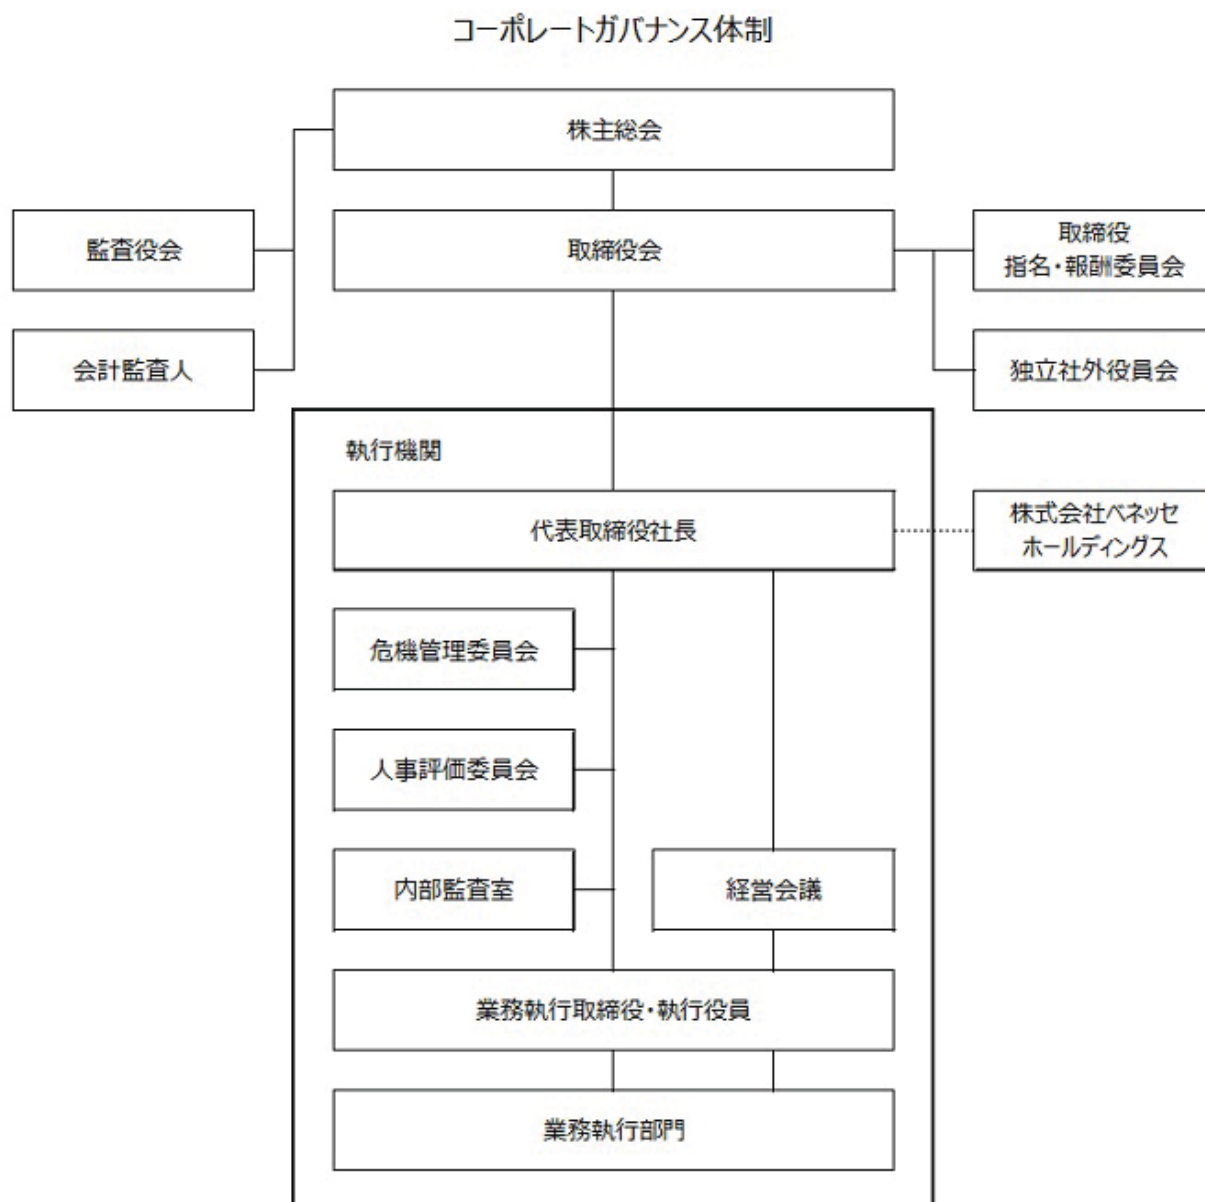 コーポレートガバナンス体制
株主総会
監査役会
取締役会
取締役
指名・報酬委員会
会計監査人
独立社外役員会
執行機関
代表取締役社長
株式会社ベネッセ
ホールディングス
危機管理委員会
人事評価委員会
内部監査室
経営会議
業務執行取締役・執行役員
業務執行部門